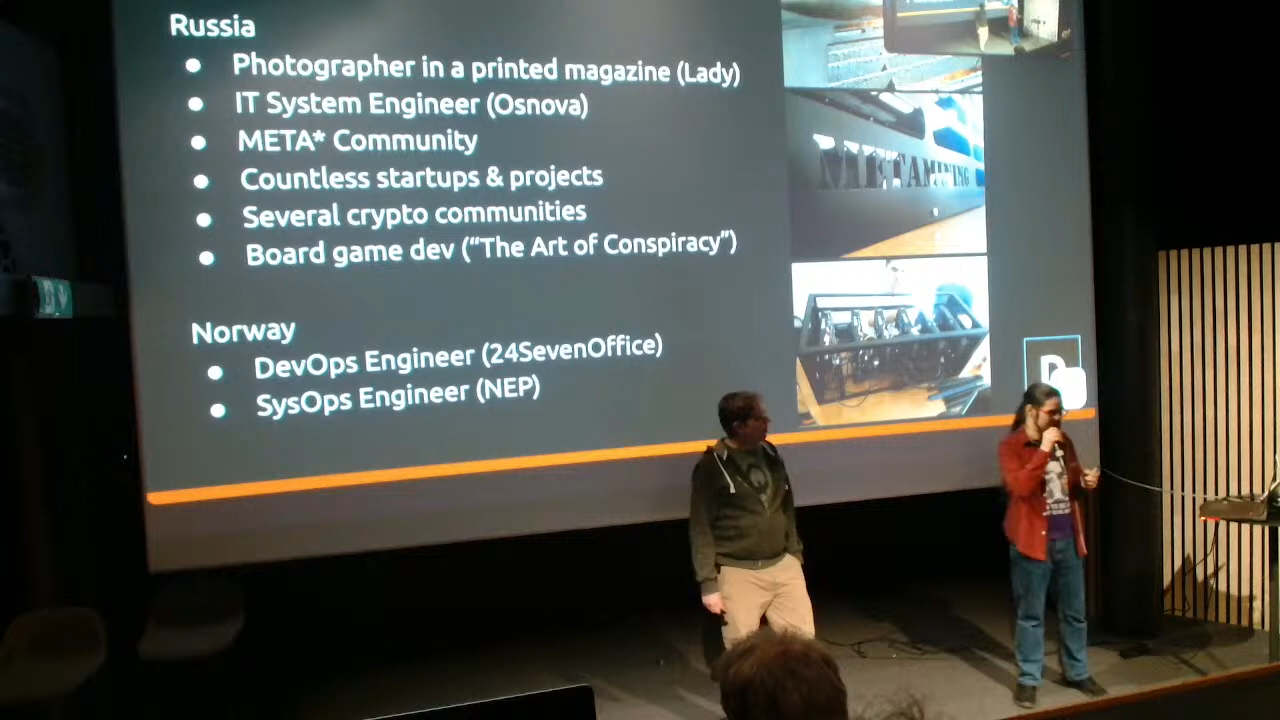 Russia
● Photographer in a printed magazine (Lady)
● IT System Engineer (Osnova)
● META* Community
● Countless startups & projects
● Several crypto communities
● Board game dev (“The Art of Conspiracy”)
METAMINING
Norway
● DevOps Engineer (24SevenOffice)
● SysOps Engineer (NEP)